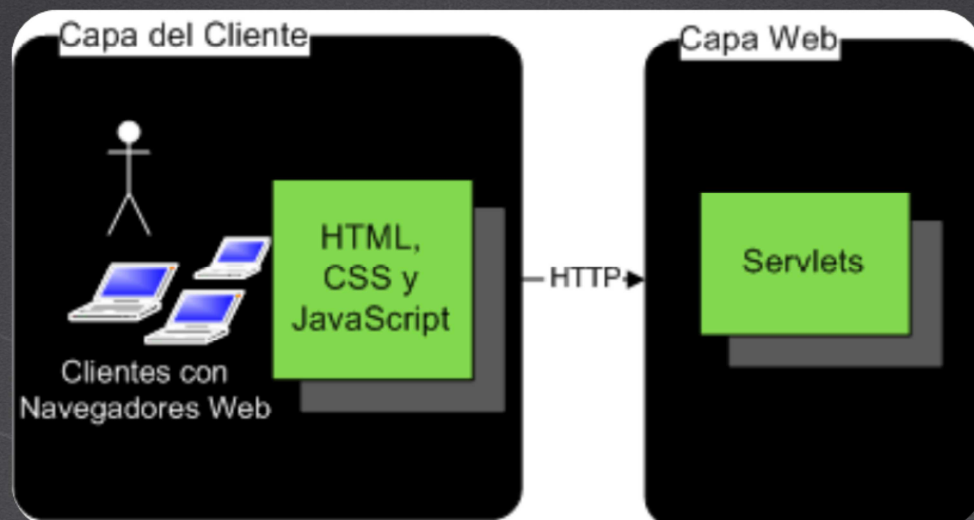 Capa del Cliente
Capa Web
HTML,
CSS y
JavaScript
HTTP
Servlets
Clientes con
Navegadores Web